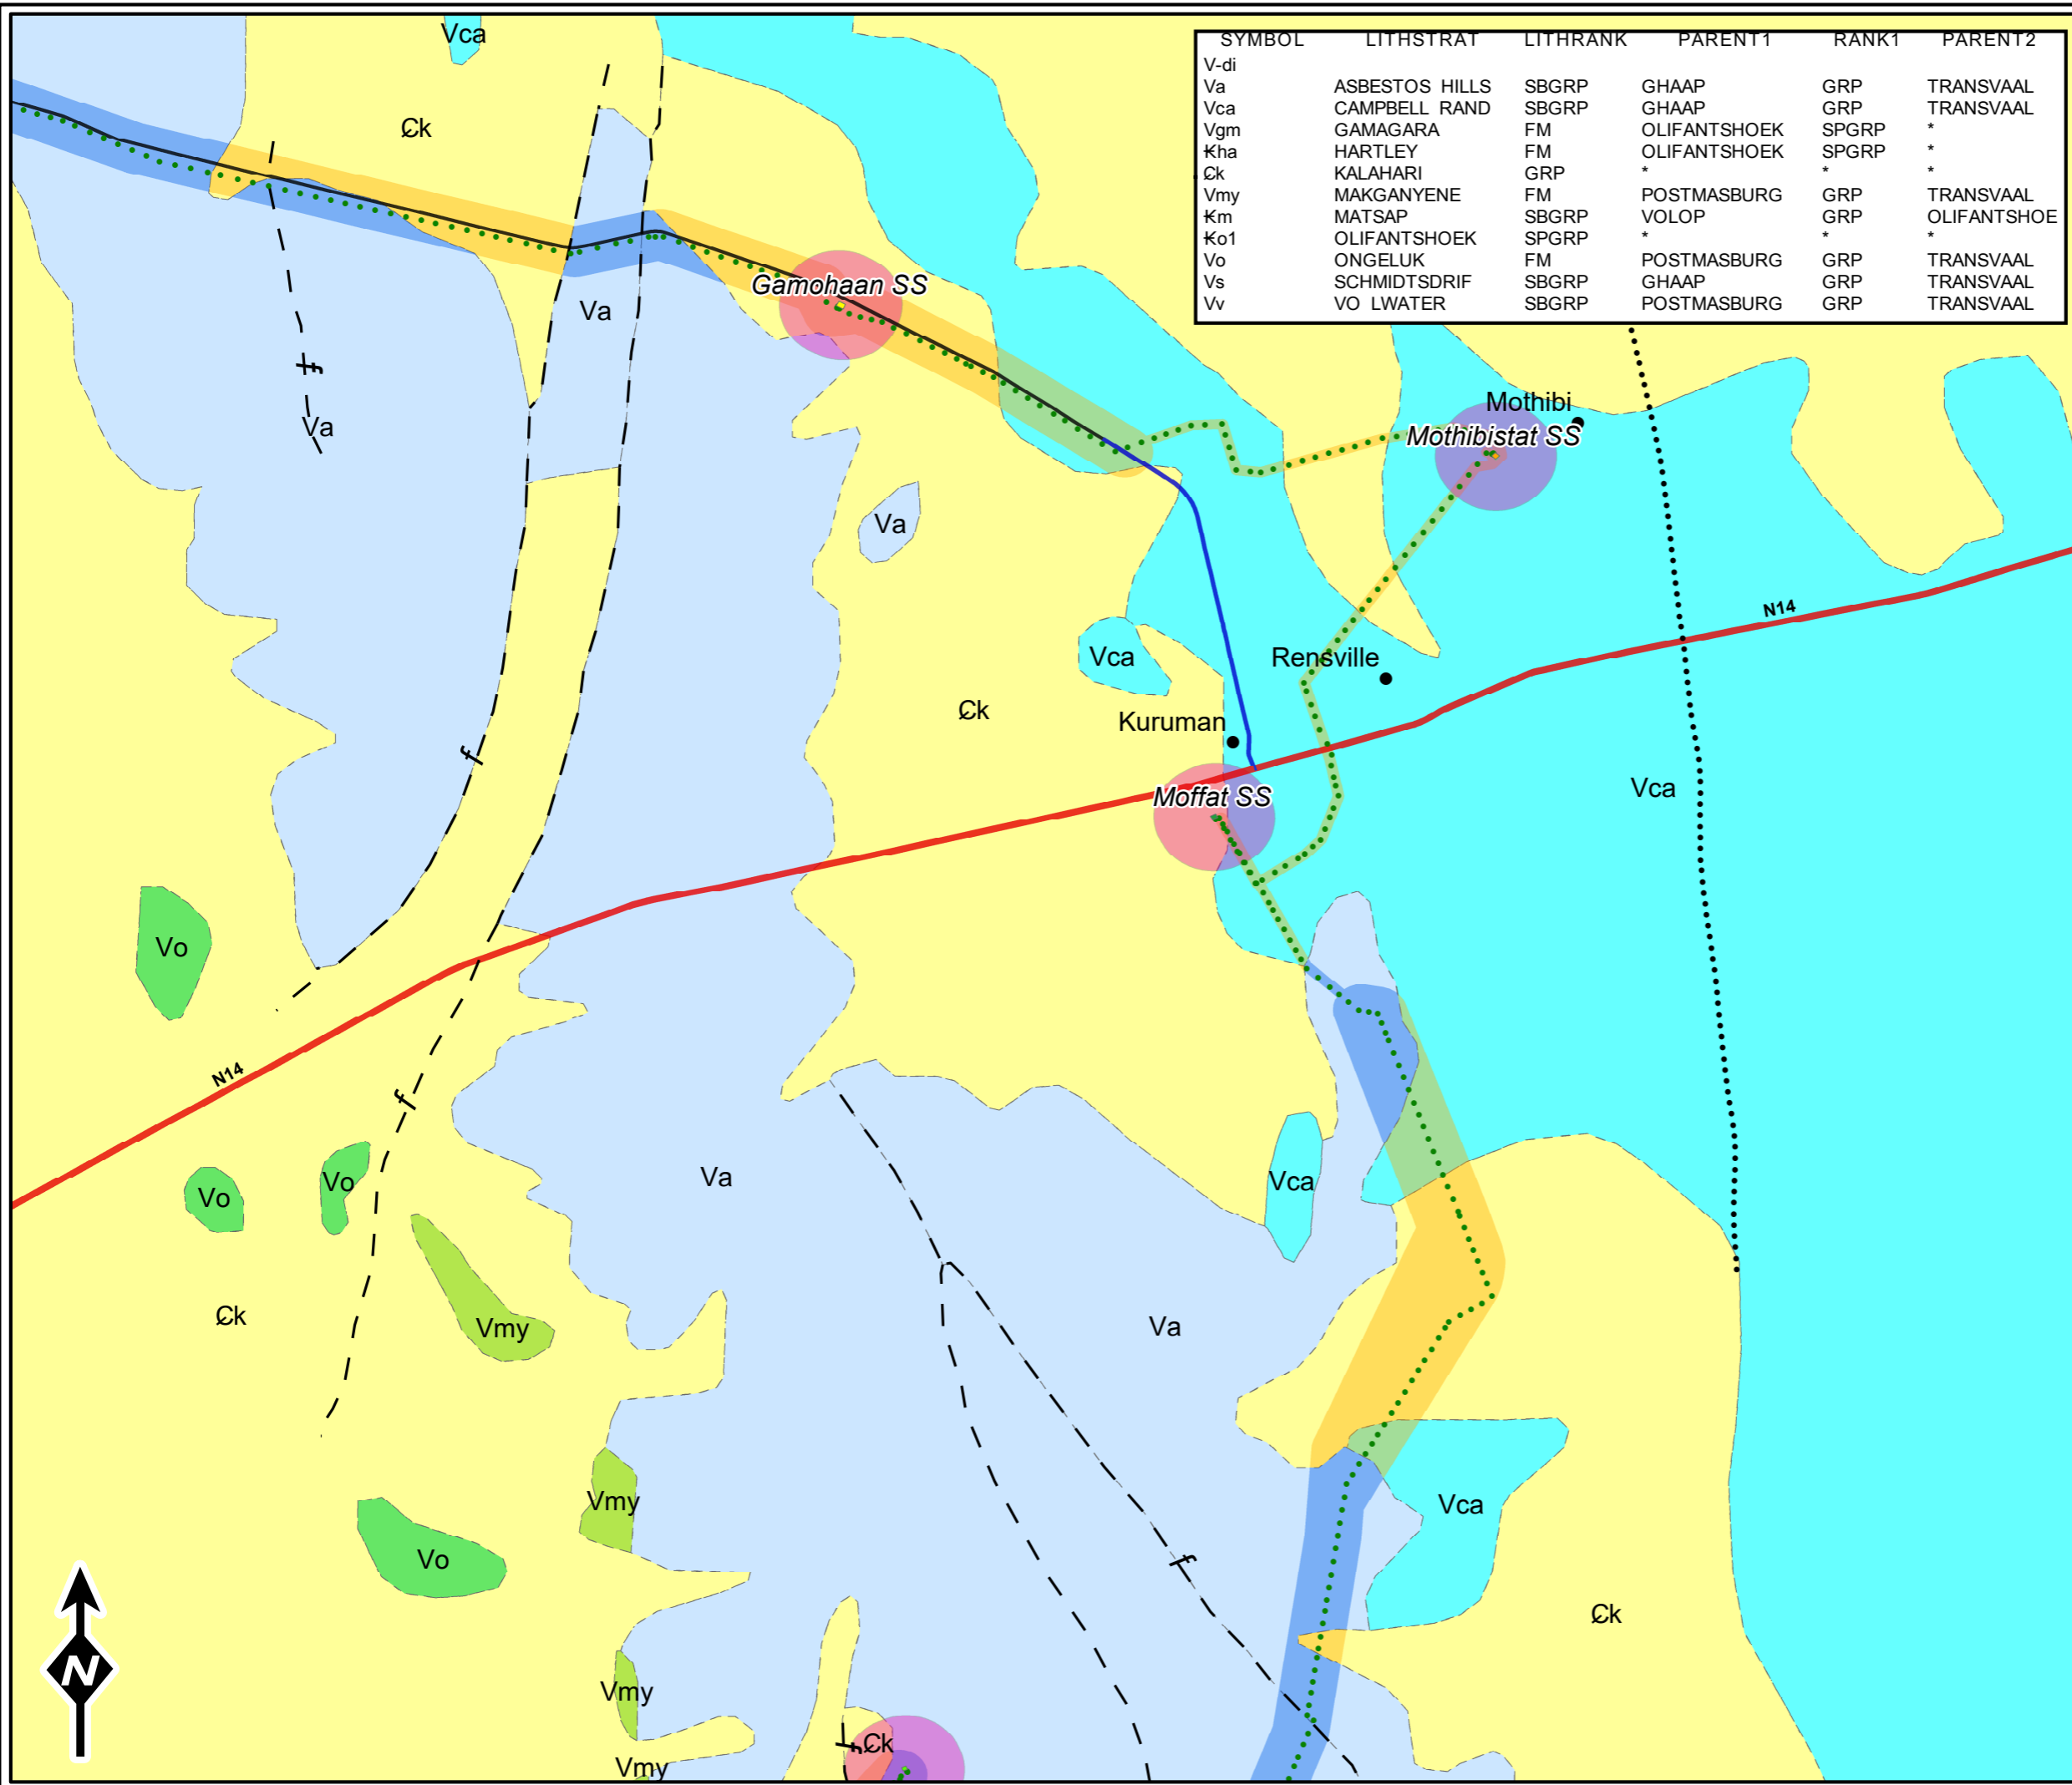 SYMBOL LITHSTRAT LITHRANK PARENT1 RANK1 PARENT2
V-di
Va ASBESTOS HILLS SBGRP GHAAP GRP TRANSVAAL
Vca CAMPBELL RAND SBGRP GHAAP GRP TRANSVAAL
Vgm GAMAGARA FM OLIFANTSHOEK SPGRP *
Kha HARTLEY FM OLIFANTSHOEK SPGRP *
Ck KALAHARI GRP * * *
Vmy MAKGANYENE FM POSTMASBURG GRP TRANSVAAL
Km MATSAP SBGRP VOLOP GRP OLIFANTSHOE
Ko1 OLIFANTSHOEK SPGRP * * *
Vo ONGELUK FM POSTMASBURG GRP TRANSVAAL
Vs SCHMIDTSDRIF SBGRP GHAAP GRP TRANSVAAL
Vv VO LWATER SBGRP POSTMASBURG GRP TRANSVAAL
Vca
Ck
Gamohaan SS
Va
f
Va
Mothibi
Mothibistat SS
Va
N14
Vca
Rensville
Ck
Kuruman
f
Vca
Moffat SS
Vo
N14
f
Va
Vca
Vo
Vo
Ck
Vmy
Va
Vmy
Vca
Vo
f
Ck
N
Vmy
f
Ck
Vmy